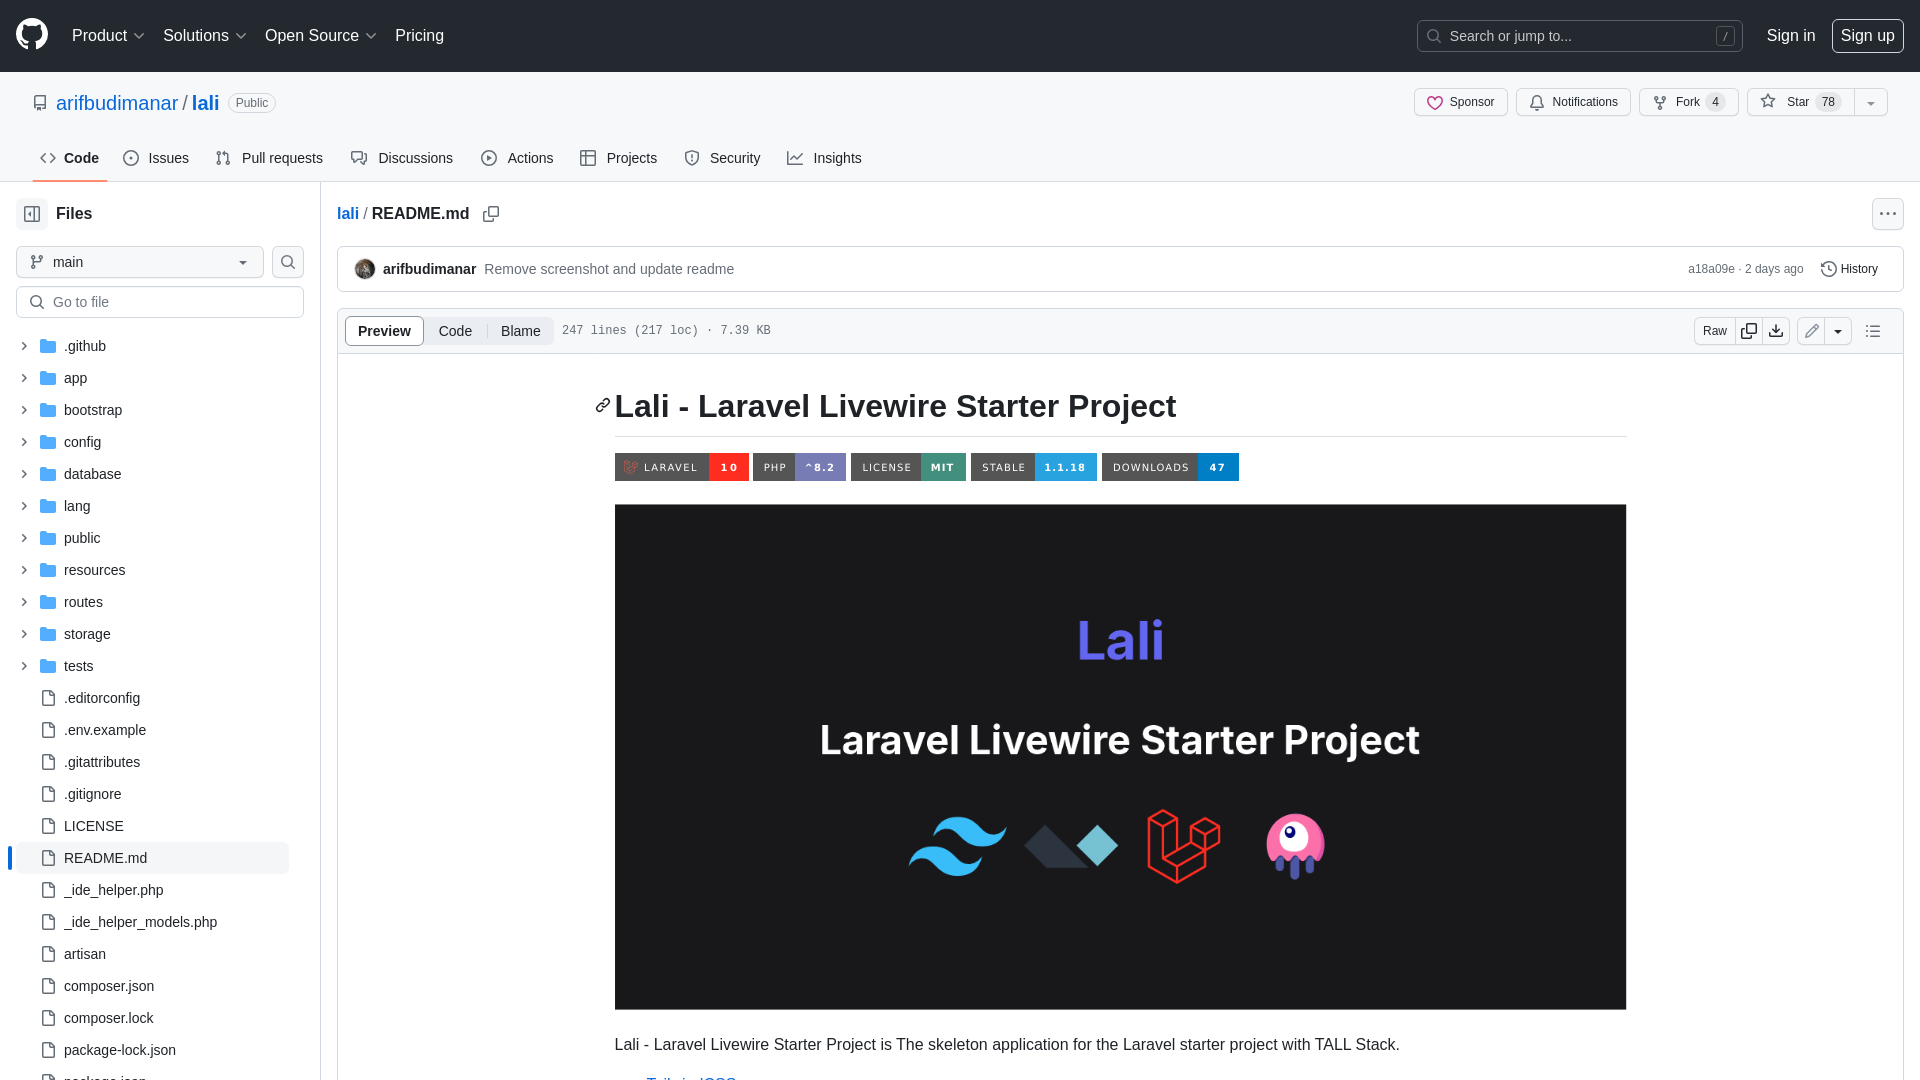 Product Solutions Open Source Pricing Search or jump to... / Sign in Sign up
arifbudimanar / lali Public Sponsor Notifications Fork 4 Star 78
Code Issues Pull requests Discussions Actions Projects Security Insights
Files
main
Go to file
.github
app
bootstrap
config
database
lang
public
resources
routes
storage
tests
.editorconfig
.env.example
.gitattributes
.gitignore
LICENSE
README.md
_ide_helper.php
_ide_helper_models.php
artisan
composer.json
composer.lock
package-lock.json
package.json
lali / README.md
arifbudimanar Remove screenshot and update readme a18a09e · 2 days ago History
Preview Code Blame 247 lines (217 loc) · 7.39 KB Raw
Lali - Laravel Livewire Starter Project
LARAVEL 10 PHP ^8.2 LICENSE MIT STABLE 1.1.18 DOWNLOADS 47
Lali
Laravel Livewire Starter Project
Lali - Laravel Livewire Starter Project is The skeleton application for the Laravel starter project with TALL Stack.
TailwindCSS